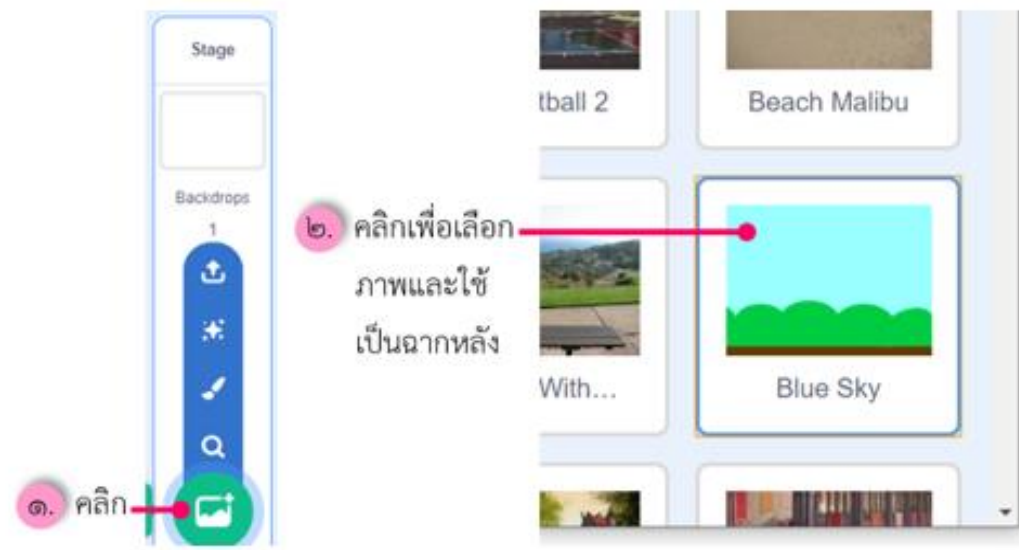 Stage
Backdrops
1
๑. คลิก
๒. คลิกเพื่อเลือก
ภาพและใช้
เป็นฉากหลัง
tball 2
Beach Malibu
With...
Blue Sky